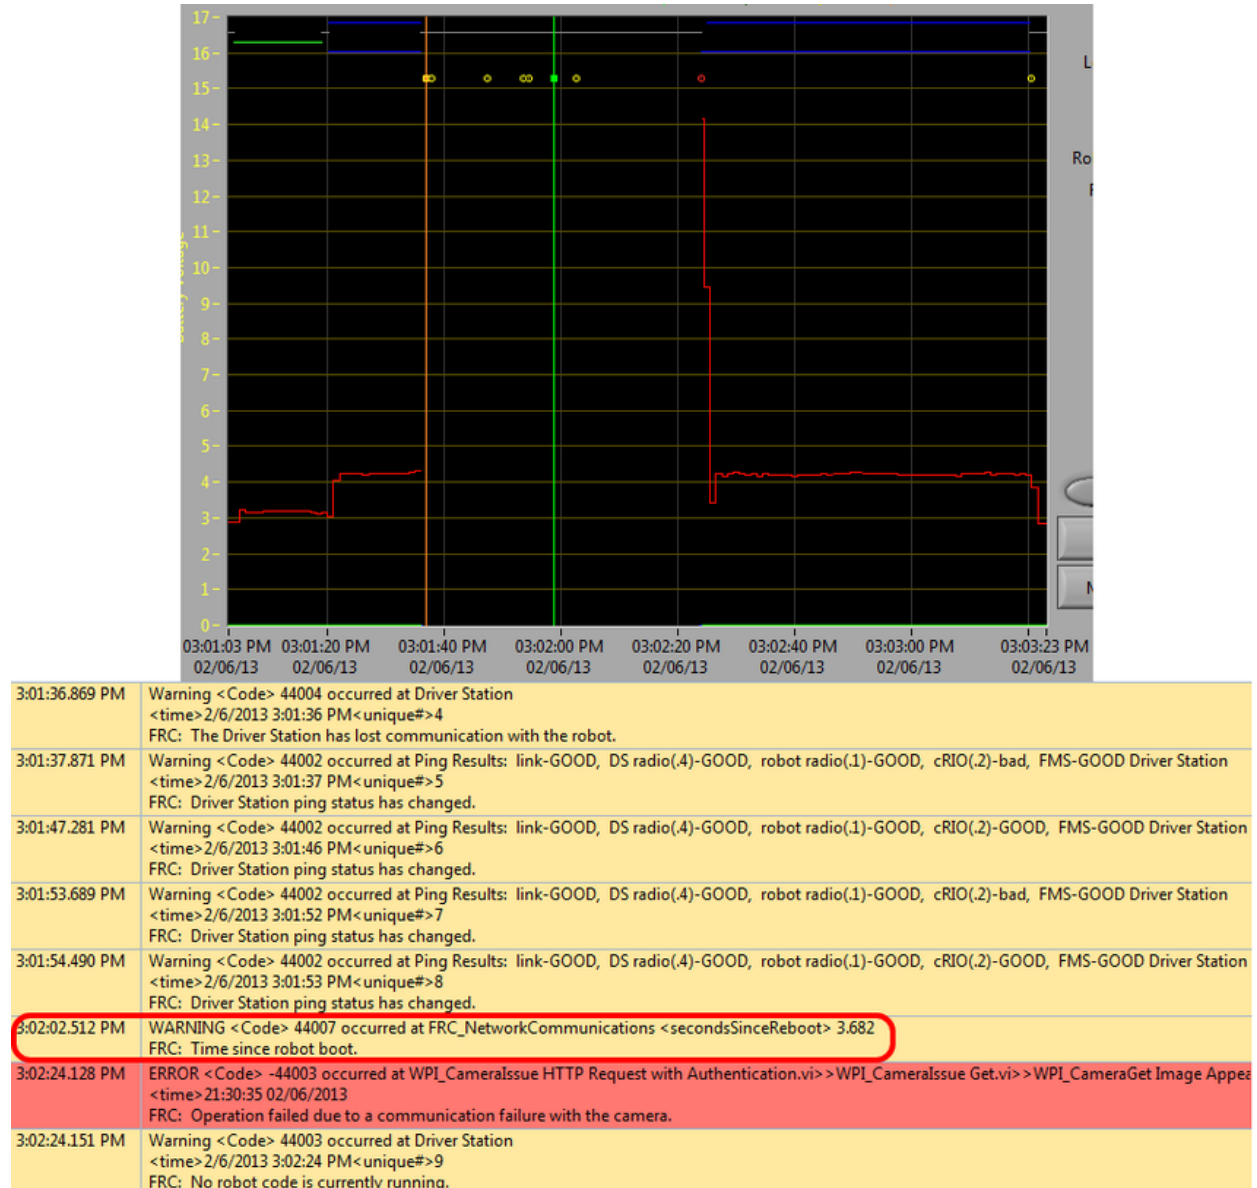 17-
16-
15-
14-
13-
12-
11-
10-
9-
8-
7-
6-
5-
4-
3-
2-
1-
0-
Battery Voltage
L
Ro
F
N
03:01:03 PM 03:01:20 PM 03:01:40 PM 03:02:00 PM 03:02:20 PM 03:02:40 PM 03:03:00 PM 03:03:23 PM
02/06/13 02/06/13 02/06/13 02/06/13 02/06/13 02/06/13 02/06/13 02/06/13
3:01:36.869 PM Warning <Code> 44004 occurred at Driver Station
<time>2/6/2013 3:01:36 PM<unique#>4
FRC: The Driver Station has lost communication with the robot.
3:01:37.871 PM Warning <Code> 44002 occurred at Ping Results: link-GOOD, DS radio(.4)-GOOD, robot radio(.1)-GOOD, cRIO(.2)-bad, FMS-GOOD Driver Station
<time>2/6/2013 3:01:37 PM<unique#>5
FRC: Driver Station ping status has changed.
3:01:47.281 PM Warning <Code> 44002 occurred at Ping Results: link-GOOD, DS radio(.4)-GOOD, robot radio(.1)-GOOD, cRIO(.2)-GOOD, FMS-GOOD Driver Station
<time>2/6/2013 3:01:46 PM<unique#>6
FRC: Driver Station ping status has changed.
3:01:53.689 PM Warning <Code> 44002 occurred at Ping Results: link-GOOD, DS radio(.4)-GOOD, robot radio(.1)-GOOD, cRIO(.2)-bad, FMS-GOOD Driver Station
<time>2/6/2013 3:01:52 PM<unique#>7
FRC: Driver Station ping status has changed.
3:01:54.490 PM Warning <Code> 44002 occurred at Ping Results: link-GOOD, DS radio(.4)-GOOD, robot radio(.1)-GOOD, cRIO(.2)-GOOD, FMS-GOOD Driver Station
<time>2/6/2013 3:01:53 PM<unique#>8
FRC: Driver Station ping status has changed.
3:02:02.512 PM WARNING <Code> 44007 occurred at FRC_NetworkCommunications <secondsSinceReboot> 3.682
FRC: Time since robot boot.
3:02:24.128 PM ERROR <Code> -44003 occurred at WPI_CameraIssue HTTP Request with Authentication.vi>>WPI_CameraIssue Get.vi>>WPI_CameraGet Image Appea
<time>21:30:35 02/06/2013
FRC: Operation failed due to a communication failure with the camera.
3:02:24.151 PM Warning <Code> 44003 occurred at Driver Station
<time>2/6/2013 3:02:24 PM<unique#>9
FRC: No robot code is currently running.